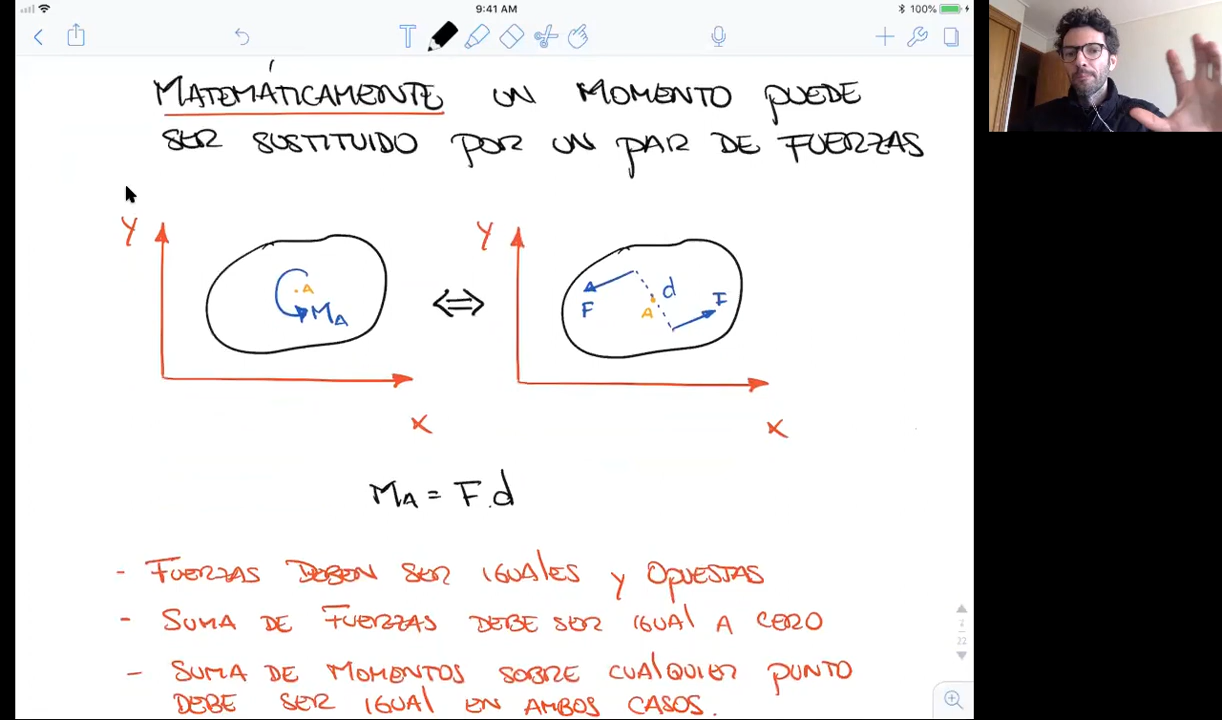 9:41 AM
100%
T
MATEMÁTICAMENTE UN MOMENTO PUEDE
SER SUSTITUIDO POR UN PAR DE FUERZAS
Y Y
A MA ⇔ F d A F
X X
MA = F.d
- FUERZAS DEBEN SER IGUALES Y OPUESTAS
- SUMA DE FUERZAS DEBE SER IGUAL A CERO
- SUMA DE MOMENTOS SOBRE CUALQUIER PUNTO
DEBE SER IGUAL EN AMBOS CASOS.
22